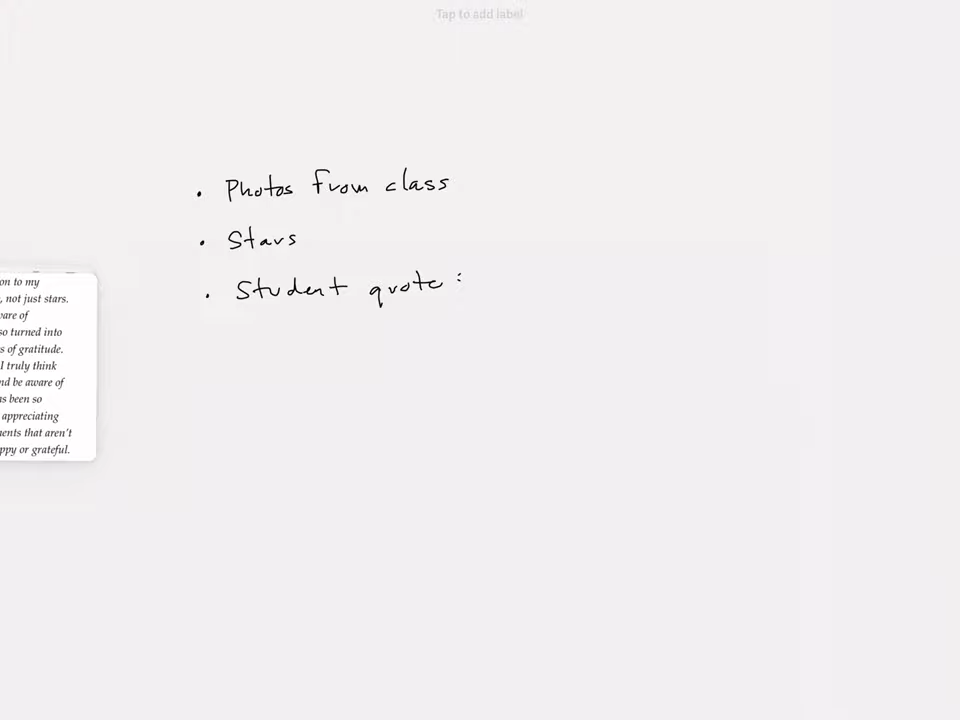 Tap to add label
• Photos from class
• Stars
• Student quote:
on to my
, not just stars.
vare of
so turned into
s of gratitude.
I truly think
nd be aware of
as been so
appreciating
nents that aren't
ppy or grateful.